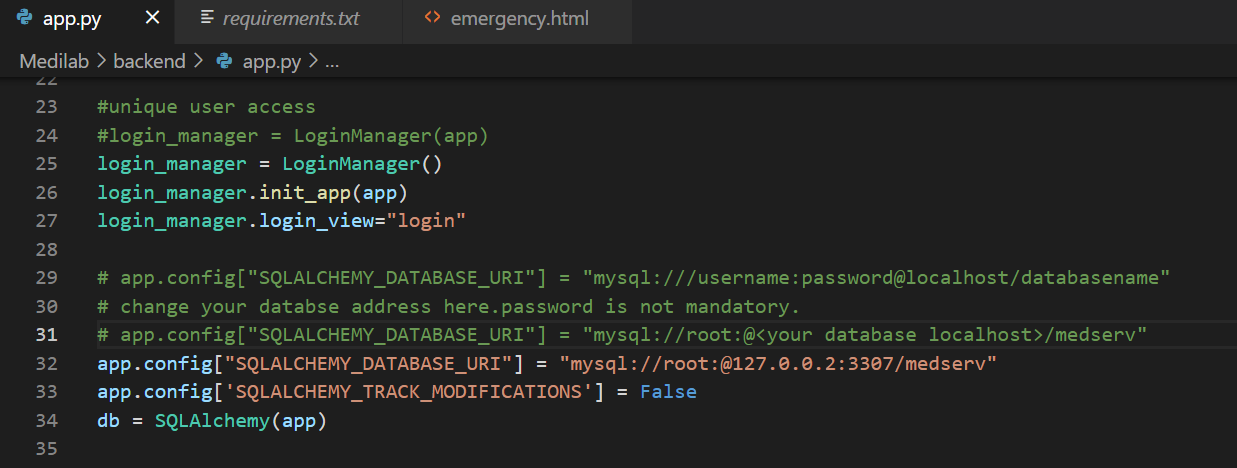 app.py × requirements.txt <> emergency.html
Medilab > backend > app.py > ...
22
23 #unique user access
24 #login_manager = LoginManager(app)
25 login_manager = LoginManager()
26 login_manager.init_app(app)
27 login_manager.login_view="login"
28
29 # app.config["SQLALCHEMY_DATABASE_URI"] = "mysql:///username:password@localhost/databasename"
30 # change your databse address here.password is not mandatory.
31 # app.config["SQLALCHEMY_DATABASE_URI"] = "mysql://root:@<your database localhost>/medserv"
32 app.config["SQLALCHEMY_DATABASE_URI"] = "mysql://root:@127.0.0.2:3307/medserv"
33 app.config['SQLALCHEMY_TRACK_MODIFICATIONS'] = False
34 db = SQLAlchemy(app)
35